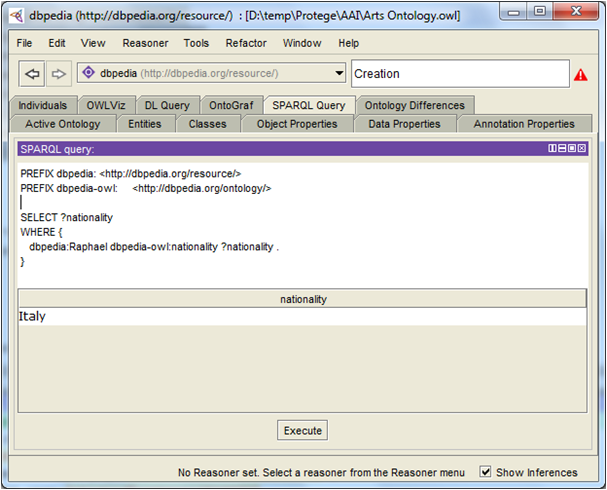 dbpedia (http://dbpedia.org/resource/) : [D:\temp\Protege\AAI\Arts Ontology.owl]
File Edit View Reasoner Tools Refactor Window Help
dbpedia (http://dbpedia.org/resource/) Creation
Individuals OWLViz DL Query OntoGraf SPARQL Query Ontology Differences
Active Ontology Entities Classes Object Properties Data Properties Annotation Properties
SPARQL query:
PREFIX dbpedia: <http://dbpedia.org/resource/>
PREFIX dbpedia-owl: <http://dbpedia.org/ontology/>
SELECT ?nationality
WHERE {
dbpedia:Raphael dbpedia-owl:nationality ?nationality .
}
nationality
Italy
Execute
No Reasoner set. Select a reasoner from the Reasoner menu Show Inferences